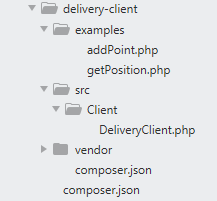 delivery-client
examples
addPoint.php
getPosition.php
src
Client
DeliveryClient.php
vendor
composer.json
composer.json